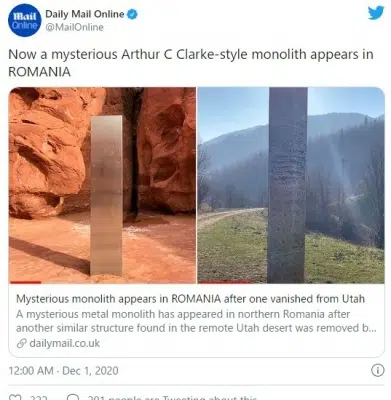 Mail
Online
Daily Mail Online
@MailOnline
Now a mysterious Arthur C Clarke-style monolith appears in
ROMANIA
Mysterious monolith appears in ROMANIA after one vanished from Utah
A mysterious metal monolith has appeared in northern Romania after
another similar structure found in the remote Utah desert was removed b...
dailymail.co.uk
12:00 AM · Dec 1, 2020
people are Tweeting about this